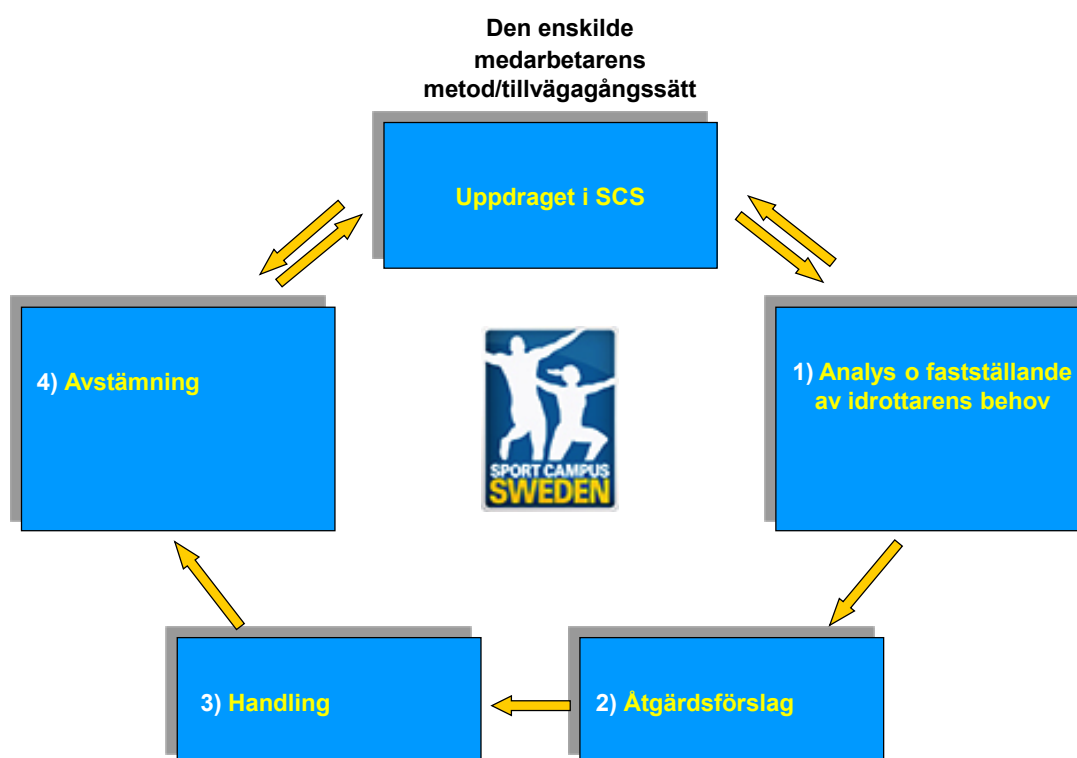 Den enskilde
medarbetarens
metod/tillvägagångssätt
Uppdraget i SCS
4) Avstämning
1) Analys o fastställande
av idrottarens behov
SPORT CAMPUS
SWEDEN
3) Handling
2) Åtgärdsförslag